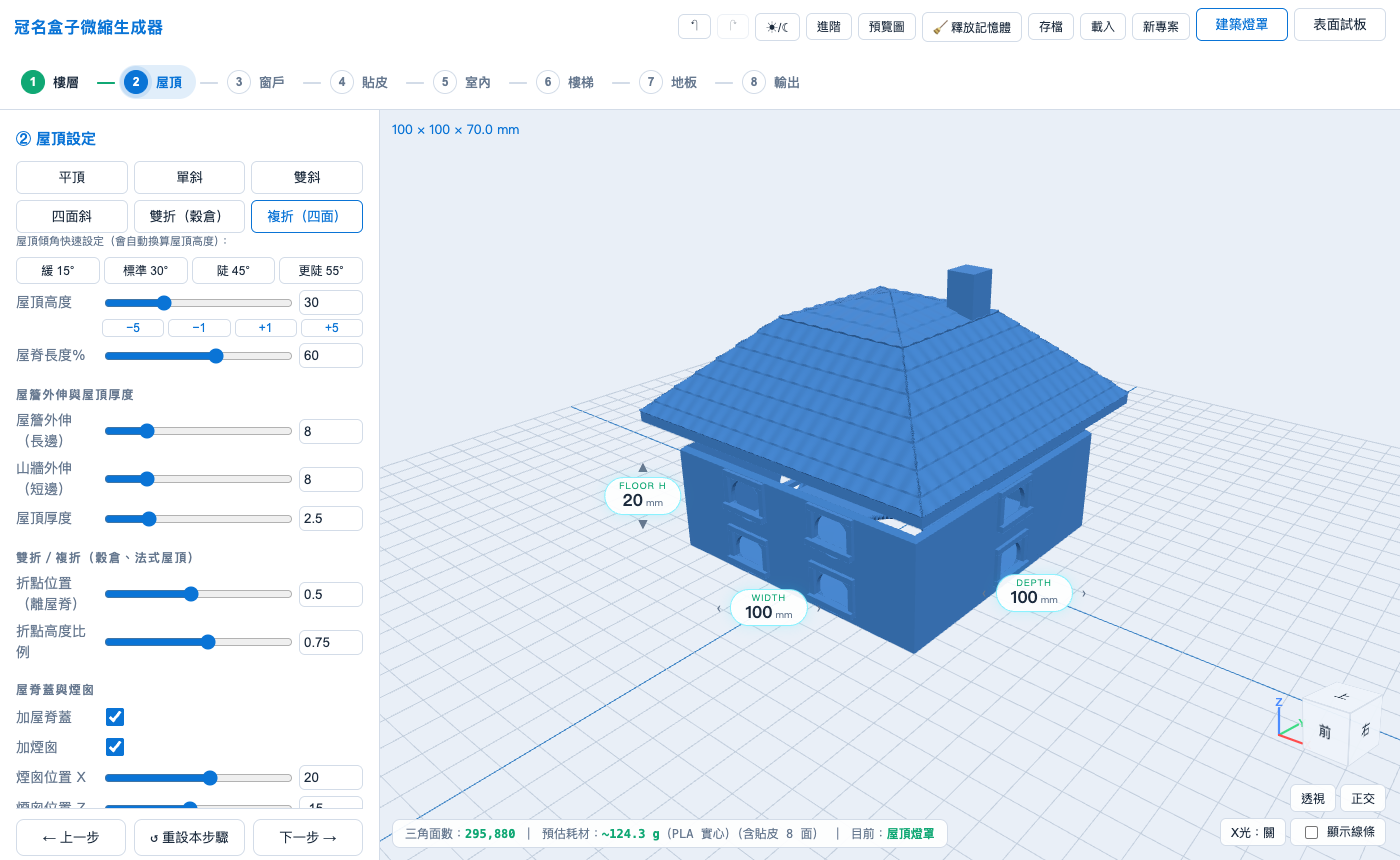 冠名盒子微縮生成器
☀/☾ 進階 預覽圖 🧹 釋放記憶體 存檔 載入 新專案 建築燈罩 表面試板
1 樓層 2 屋頂 3 窗戶 4 貼皮 5 室內 6 樓梯 7 地板 8 輸出
② 屋頂設定
平頂 單斜 雙斜
四面斜 雙折（穀倉） 複折（四面）
屋頂傾角快速設定（會自動換算屋頂高度）：
緩 15° 標準 30° 陡 45° 更陡 55°
屋頂高度 30
−5 −1 +1 +5
屋脊長度% 60
屋簷外伸與屋頂厚度
屋簷外伸（長邊） 8
山牆外伸（短邊） 8
屋頂厚度 2.5
雙折 / 複折（穀倉、法式屋頂）
折點位置（離屋脊） 0.5
折點高度比例 0.75
屋脊蓋與煙囪
加屋脊蓋
加煙囪
煙囪位置 X 20
煙囪位置 Z
← 上一步 ↺ 重設本步驟 下一步 →
100 × 100 × 70.0 mm
FLOOR H
20 mm
WIDTH
100 mm
DEPTH
100 mm
Z
前
右
透視 正交
X光：關 顯示線條
三角面數：295,880 | 預估耗材：~124.3 g (PLA 實心) (含貼皮 8 面) | 目前：屋頂燈罩